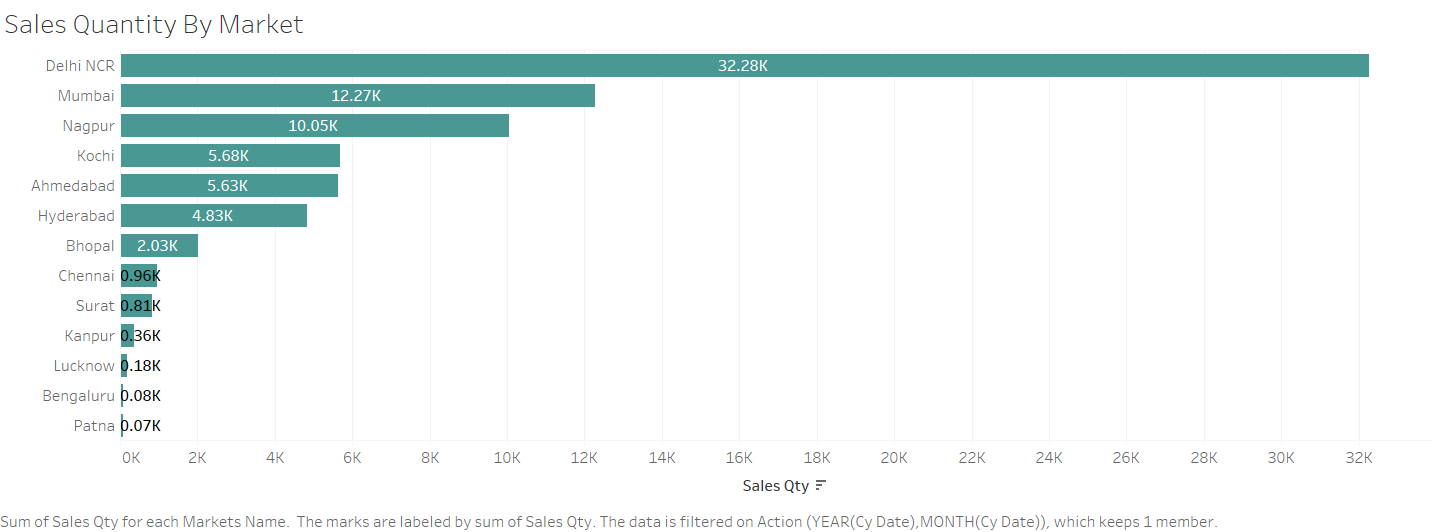 Sales Quantity By Market
Delhi NCR 32.28K
Mumbai 12.27K
Nagpur 10.05K
Kochi 5.68K
Ahmedabad 5.63K
Hyderabad 4.83K
Bhopal 2.03K
Chennai 0.96K
Surat 0.81K
Kanpur 0.36K
Lucknow 0.18K
Bengaluru 0.08K
Patna 0.07K
0K 2K 4K 6K 8K 10K 12K 14K 16K 18K 20K 22K 24K 26K 28K 30K 32K
Sales Qty
Sum of Sales Qty for each Markets Name.  The marks are labeled by sum of Sales Qty. The data is filtered on Action (YEAR(Cy Date),MONTH(Cy Date)), which keeps 1 member.